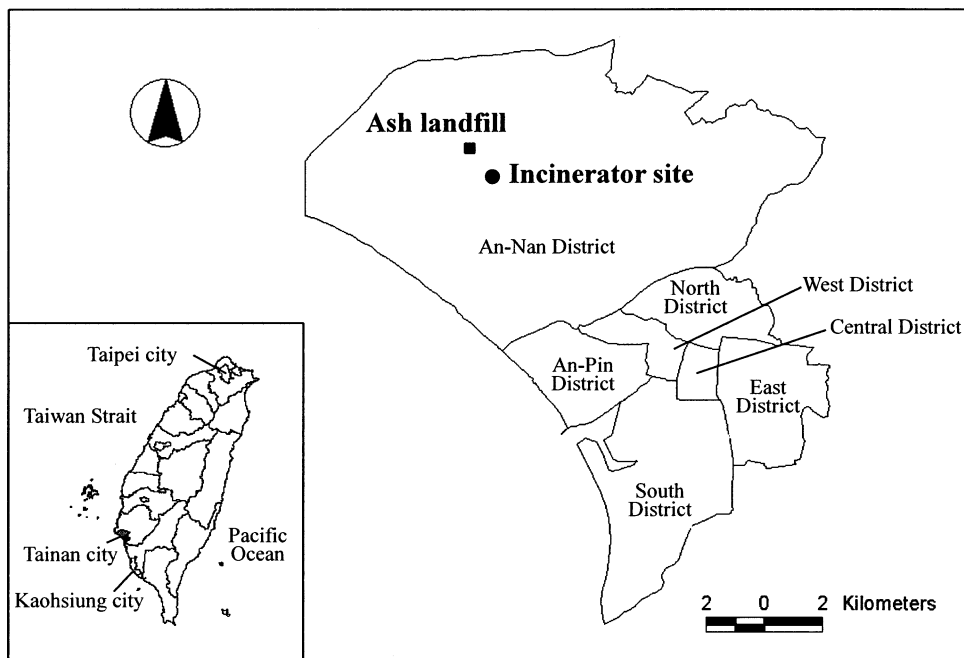 Ash landfill
Incinerator site
An-Nan District
North
District
West District
Central District
An-Pin
District
East
District
South
District
2 0 2 Kilometers
Taipei city
Taiwan Strait
Pacific
Ocean
Tainan city
Kaohsiung city